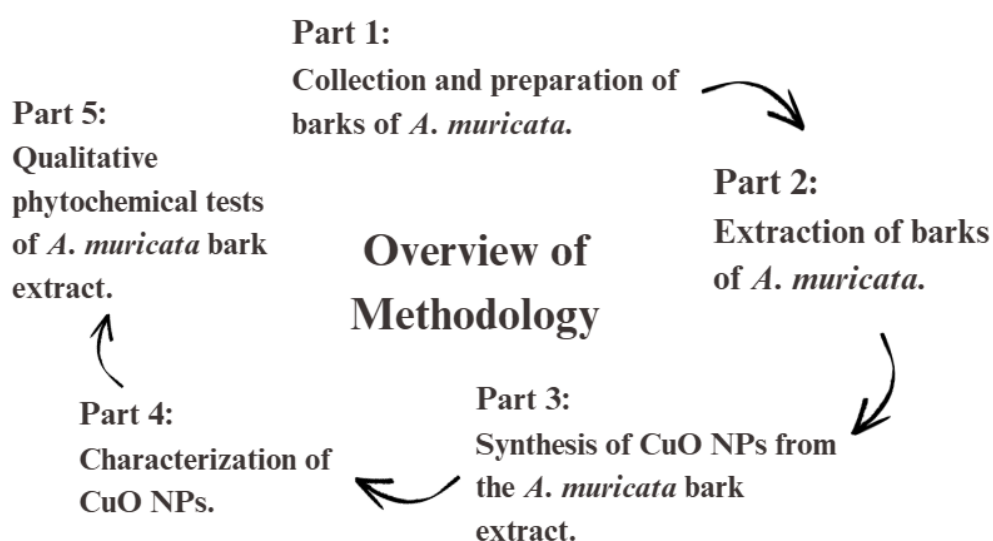 Overview of
Methodology
Part 1:
Collection and preparation of
barks of A. muricata.
Part 2:
Extraction of barks
of A. muricata.
Part 3:
Synthesis of CuO NPs from
the A. muricata bark
extract.
Part 4:
Characterization of
CuO NPs.
Part 5:
Qualitative
phytochemical tests
of A. muricata bark
extract.